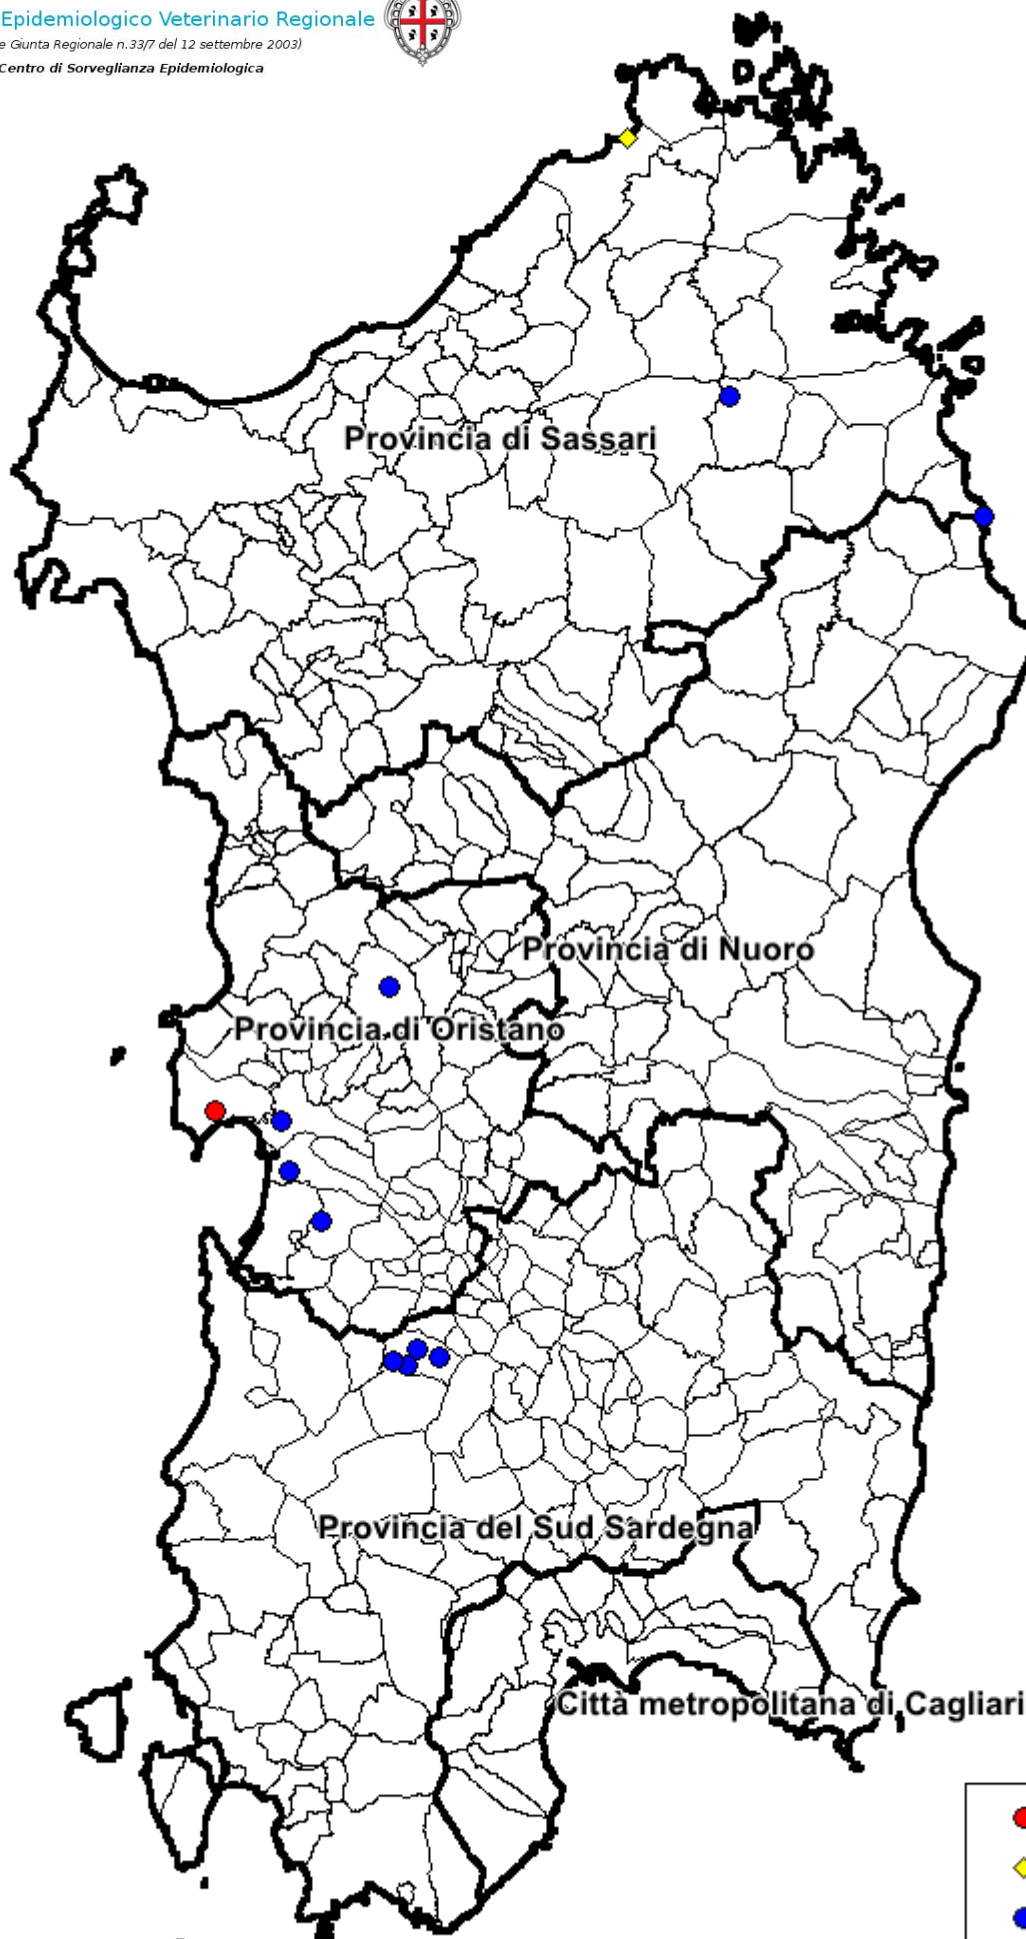 Epidemiologico Veterinario Regionale
e Giunta Regionale n.33/7 del 12 settembre 2003)
Centro di Sorveglianza Epidemiologica
Provincia di Sassari
Provincia di Nuoro
Provincia di Oristano
Provincia del Sud Sardegna
Città metropolitana di Cagliari